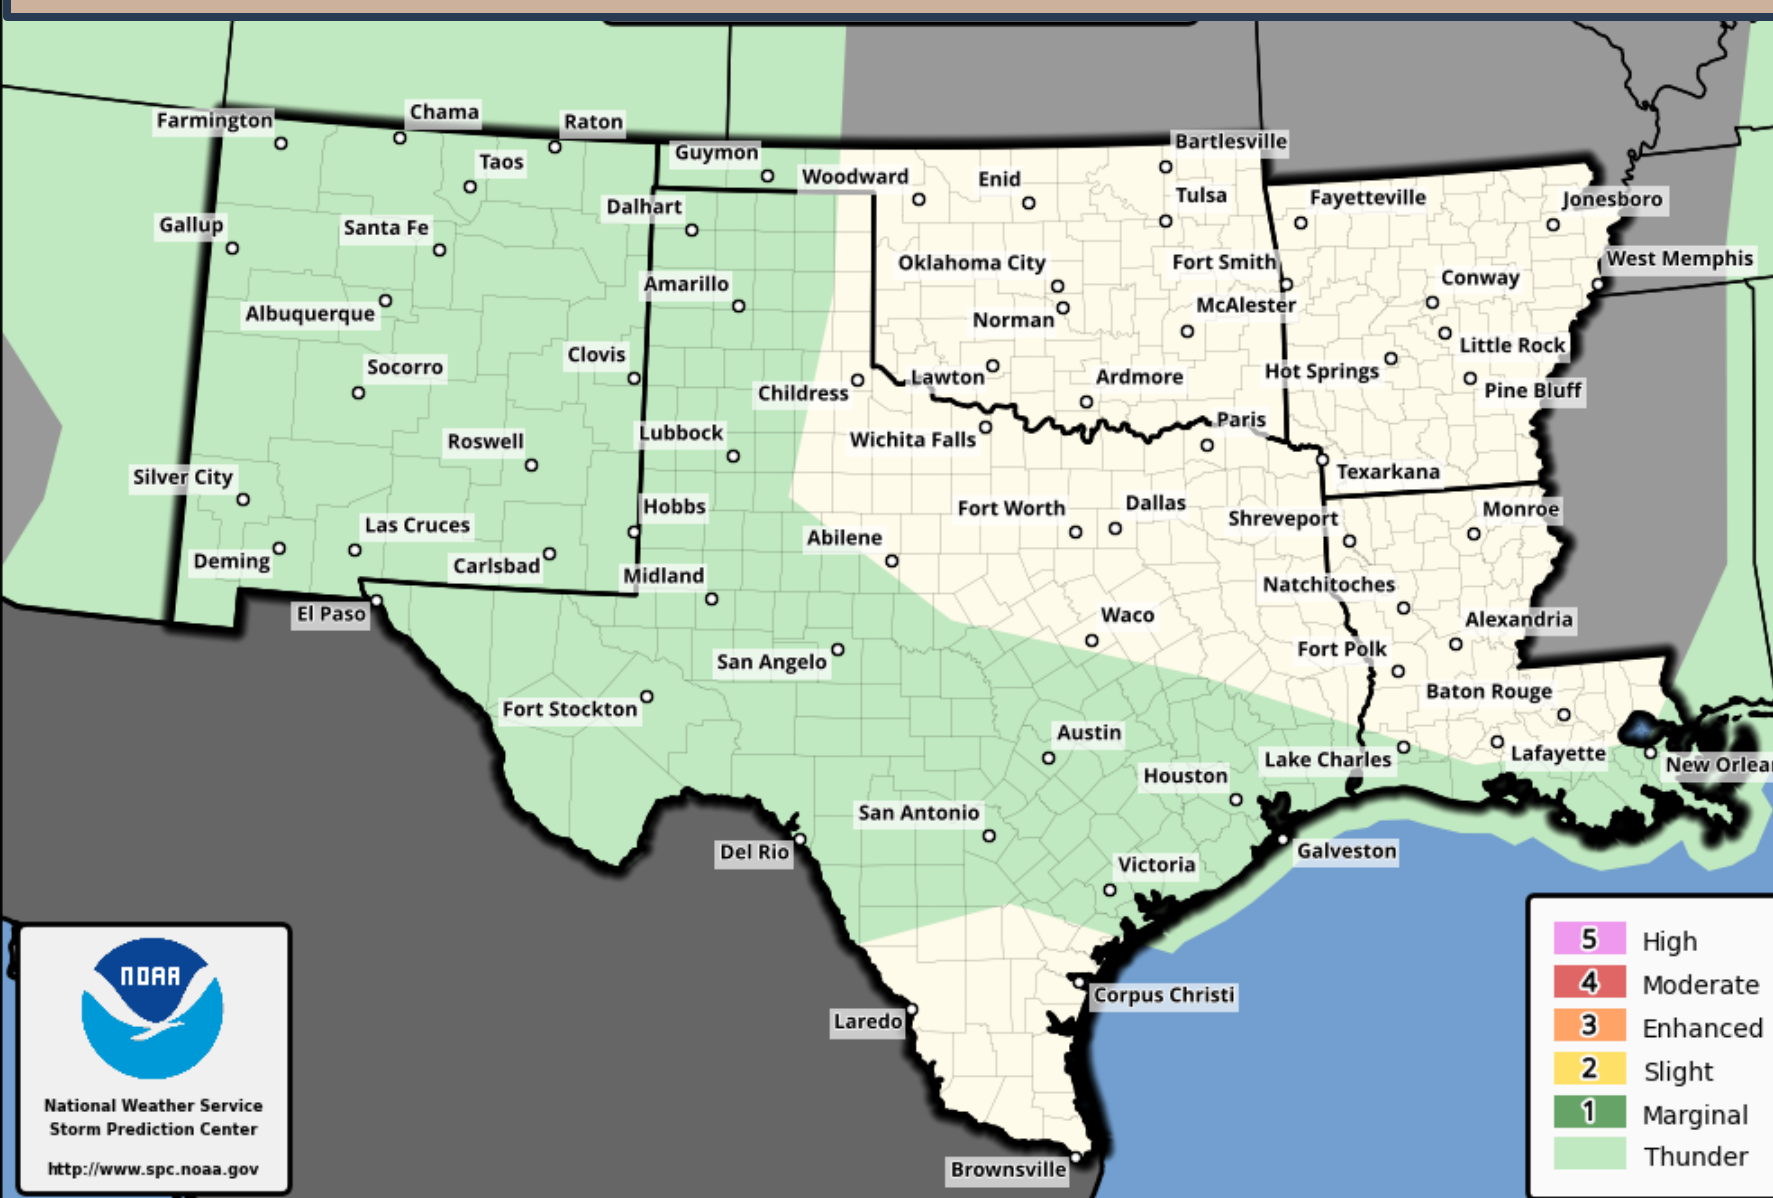 Farmington
Chama
Raton
Taos
Guymon
Woodward
Enid
Bartlesville
Tulsa
Fayetteville
Jonesboro
Gallup
Santa Fe
Dalhart
Amarillo
Oklahoma City
Fort Smith
West Memphis
Conway
Albuquerque
Norman
McAlester
Little Rock
Socorro
Clovis
Childress
Lawton
Ardmore
Hot Springs
Pine Bluff
Roswell
Lubbock
Wichita Falls
Paris
Texarkana
Silver City
Hobbs
Fort Worth
Dallas
Shreveport
Monroe
Las Cruces
Abilene
Deming
Carlsbad
Midland
Natchitoches
El Paso
Waco
Alexandria
San Angelo
Fort Polk
Fort Stockton
Baton Rouge
Austin
Lake Charles
Lafayette
New Orlear
Houston
San Antonio
Del Rio
Galveston
Victoria
Corpus Christi
Laredo
Brownsville
NOAA
National Weather Service
Storm Prediction Center
http://www.spc.noaa.gov
5 High
4 Moderate
3 Enhanced
2 Slight
1 Marginal
Thunder